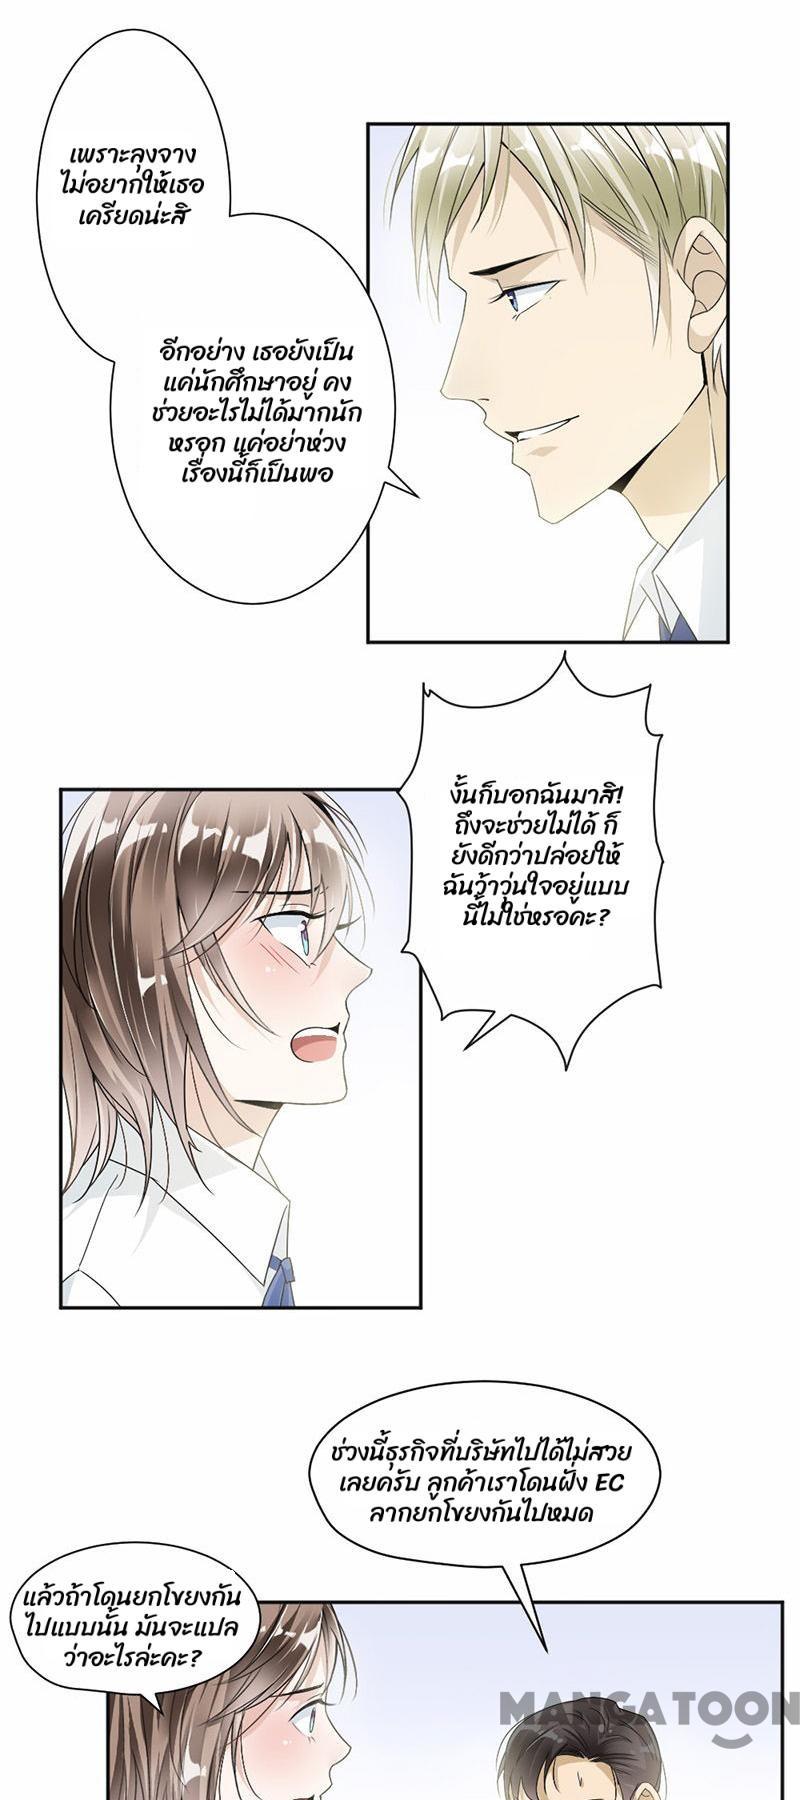 เพราะลุงจาง
ไม่อยากให้เธอ
เครียดน่ะสิ
อีกอย่าง เธอยังเป็น
แค่นักศึกษาอยู่ คง
ช่วยอะไรไม่ได้มากนัก
หรอก แค่อย่าห่วง
เรื่องนี้ก็เป็นพอ
งั้นก็บอกฉันมาสิ!
ถึงจะช่วยไม่ได้ ก็
ยังดีกว่าปล่อยให้
ฉันว้าวุ่นใจอยู่แบบ
นี้ไม่ใช่หรอคะ?
ช่วงนี้ธุรกิจที่บริษัทไปได้ไม่สวย
เลยครับ ลูกค้าเราโดนฝั่ง EC
ลากยกโขยงกันไปหมด
แล้วถ้าโดนยกโขยงกัน
ไปแบบนั้น มันจะแปล
ว่าอะไรล่ะคะ?
MANGATOON